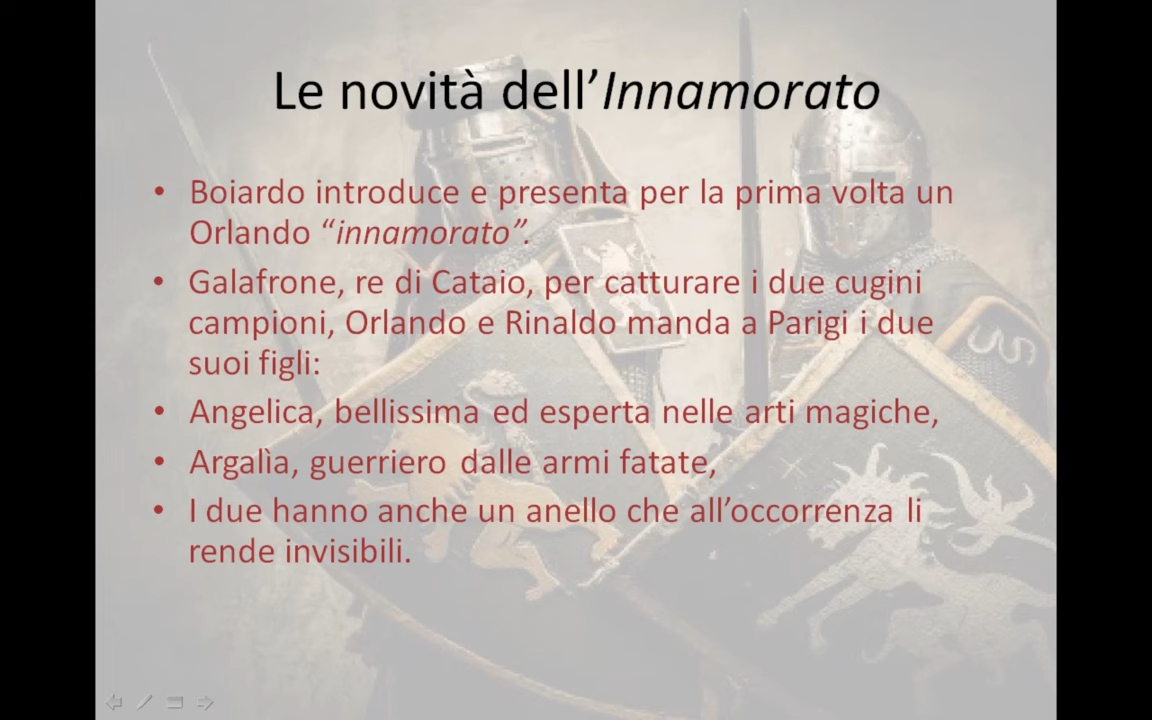 Le novità dell’Innamorato
• Boiardo introduce e presenta per la prima volta un
Orlando “innamorato”.
• Galafrone, re di Cataio, per catturare i due cugini
campioni, Orlando e Rinaldo manda a Parigi i due
suoi figli:
• Angelica, bellissima ed esperta nelle arti magiche,
• Argalìa, guerriero dalle armi fatate,
• I due hanno anche un anello che all’occorrenza li
rende invisibili.